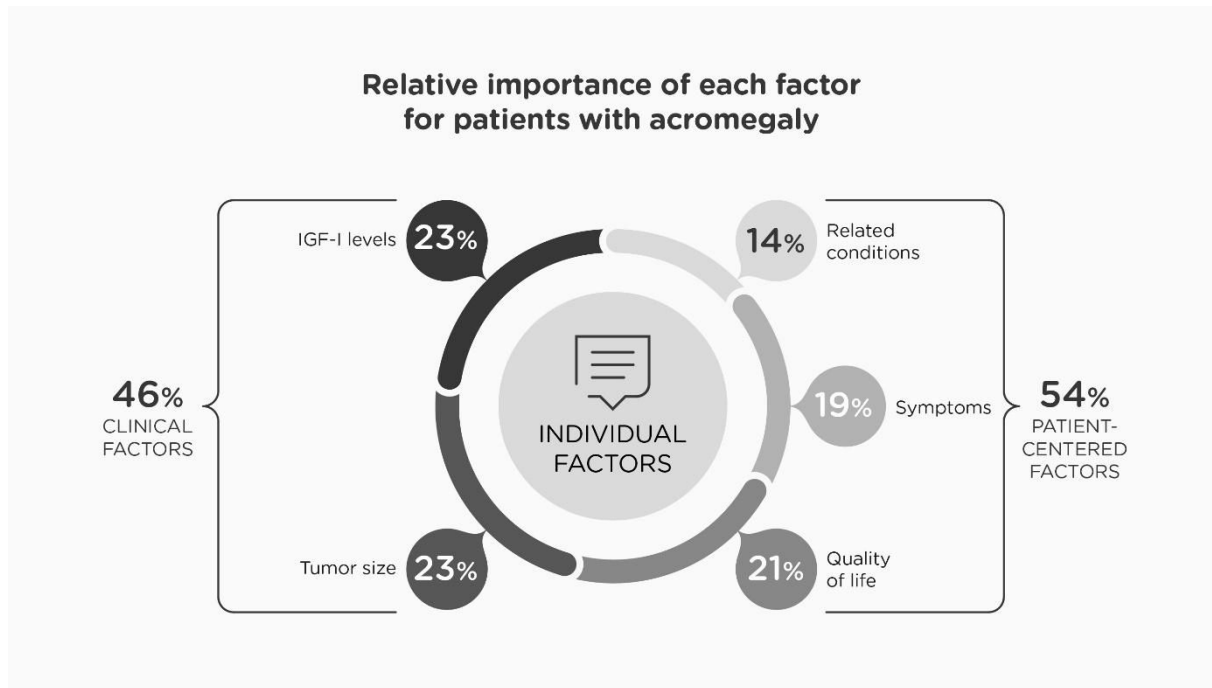 Relative importance of each factor
for patients with acromegaly
IGF-I levels
23%
14%
Related
conditions
46%
CLINICAL
FACTORS
INDIVIDUAL
FACTORS
19%
Symptoms
54%
PATIENT-
CENTERED
FACTORS
Tumor size
23%
21%
Quality
of life